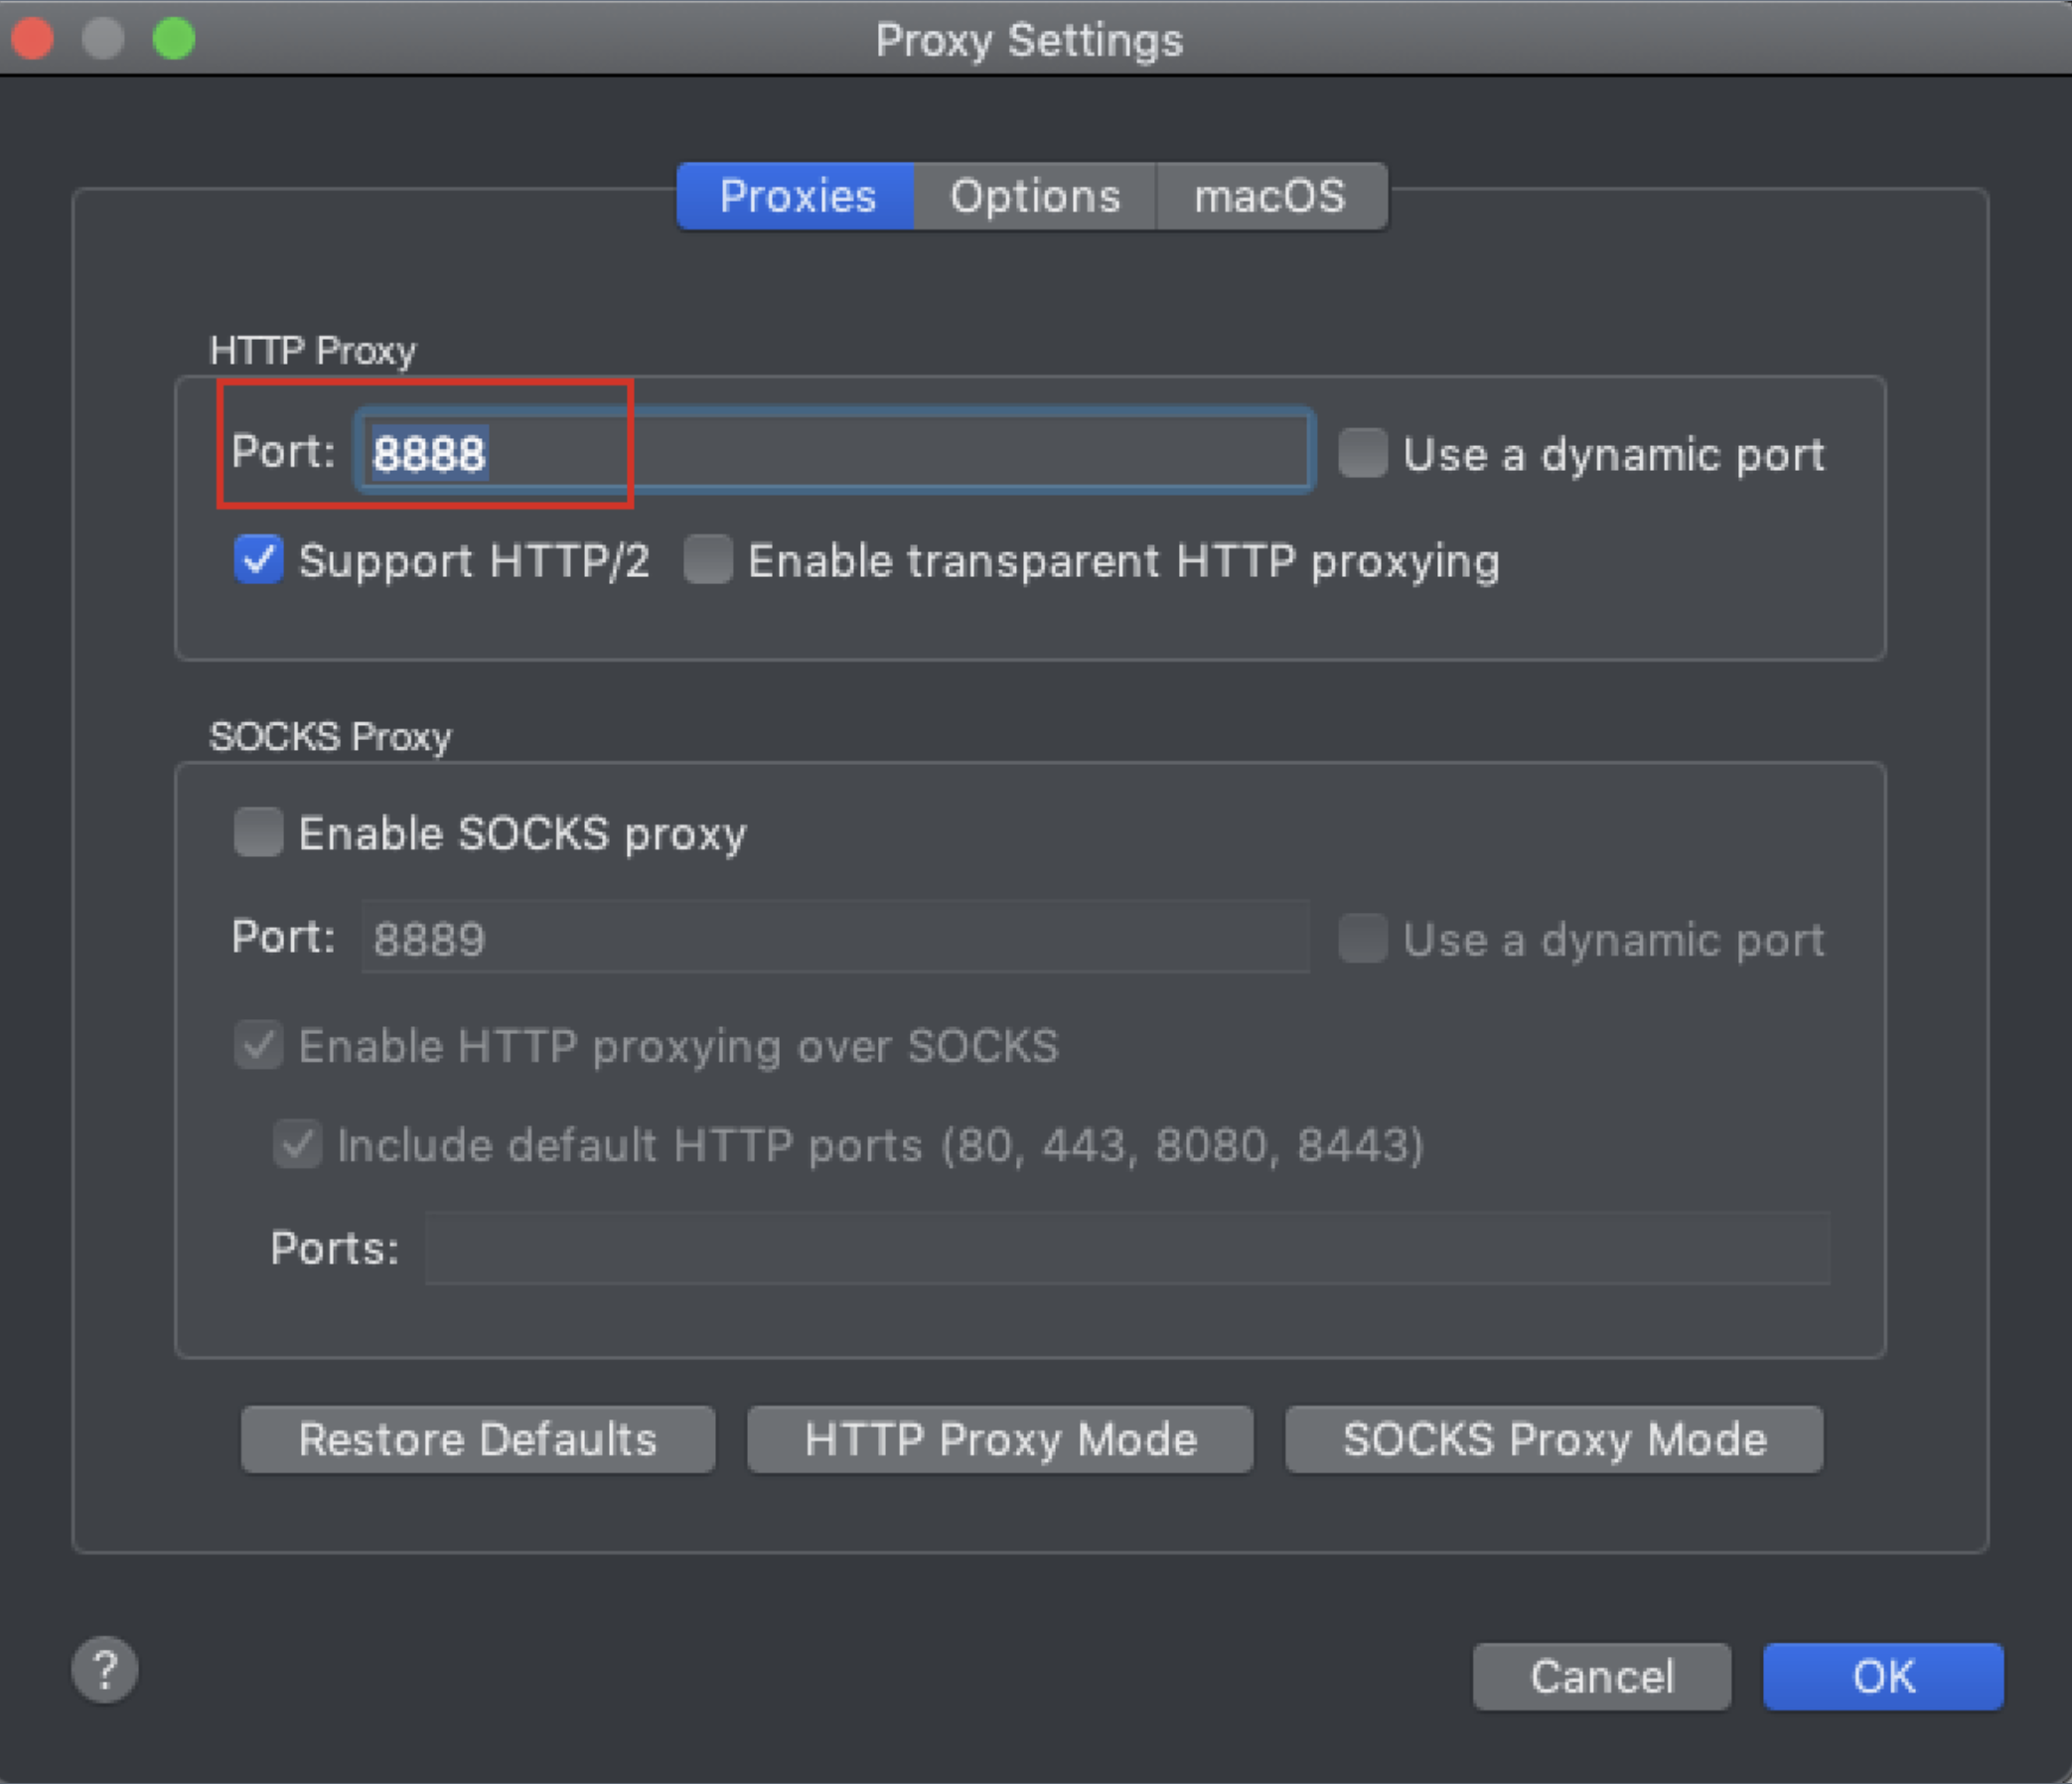 Proxy Settings
Proxies Options macOS
HTTP Proxy
Port: 8888 Use a dynamic port
Support HTTP/2 Enable transparent HTTP proxying
SOCKS Proxy
Enable SOCKS proxy
Port: 8889 Use a dynamic port
Enable HTTP proxying over SOCKS
Include default HTTP ports (80, 443, 8080, 8443)
Ports:
Restore Defaults HTTP Proxy Mode SOCKS Proxy Mode
? Cancel OK